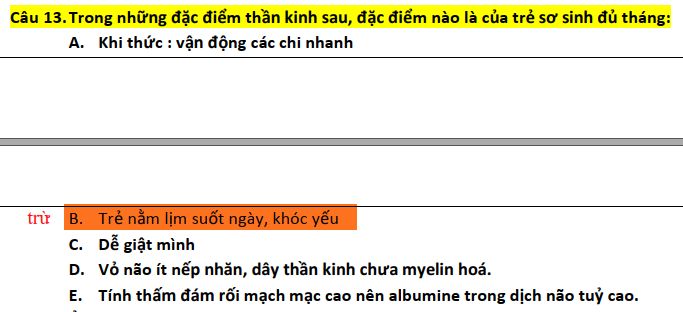 Câu 13. Trong những đặc điểm thần kinh sau, đặc điểm nào là của trẻ sơ sinh đủ tháng:
A. Khi thức : vận động các chi nhanh
trừ B. Trẻ nằm lịm suốt ngày, khóc yếu
C. Dễ giật mình
D. Vỏ não ít nếp nhăn, dây thần kinh chưa myelin hoá.
E. Tính thấm đám rối mạch mạc cao nên albumine trong dịch não tuỷ cao.